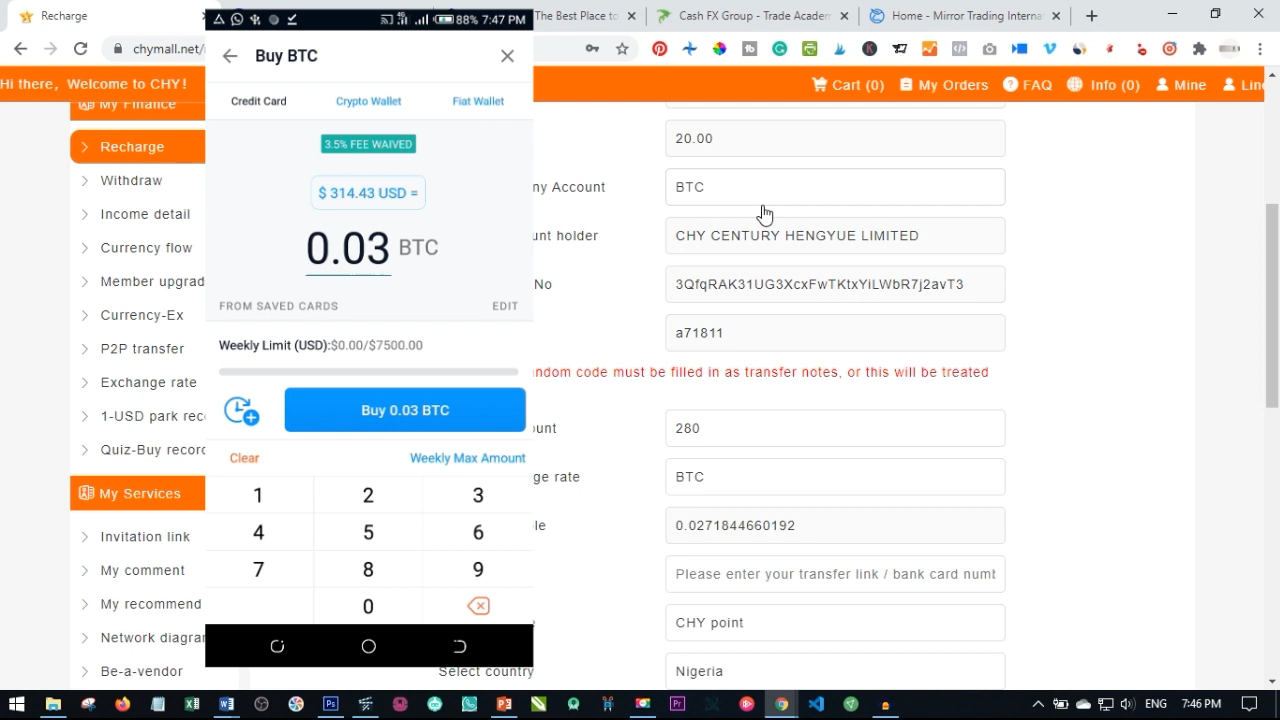 The Best Place to
Cash FX Group - Trade Academy
Home - Mirror Trading Internat
chymall.net/
Hi there, Welcome to CHY!
Cart (0)
My Orders
FAQ
Info (0)
Mine
My Finance
Recharge
Withdraw
Income detail
Currency flow
Member upgrad
Currency-Ex
P2P transfer
Exchange rate
1-USD park rec
Quiz-Buy recor
My Services
Invitation link
My comment
My recommend
Network diagra
Be-a-vendor
88% 7:47 PM
Buy BTC
Credit Card
Crypto Wallet
Fiat Wallet
3.5% FEE WAIVED
$ 314.43 USD =
0.03 BTC
FROM SAVED CARDS
EDIT
Weekly Limit (USD):$0.00/$7500.00
Buy 0.03 BTC
Clear
Weekly Max Amount
1 2 3
4 5 6
7 8 9
0
20.00
ny Account
BTC
unt holder
CHY CENTURY HENGYUE LIMITED
No
3QfqRAK31UG3XcxFwTKtxYiLWbR7j2avT3
a71811
ndom code must be filled in as transfer notes, or this will be treated
ount
280
ge rate
BTC
le
0.0271844660192
Please enter your transfer link / bank card numb
CHY point
Select country
Nigeria
ENG
7:46 PM